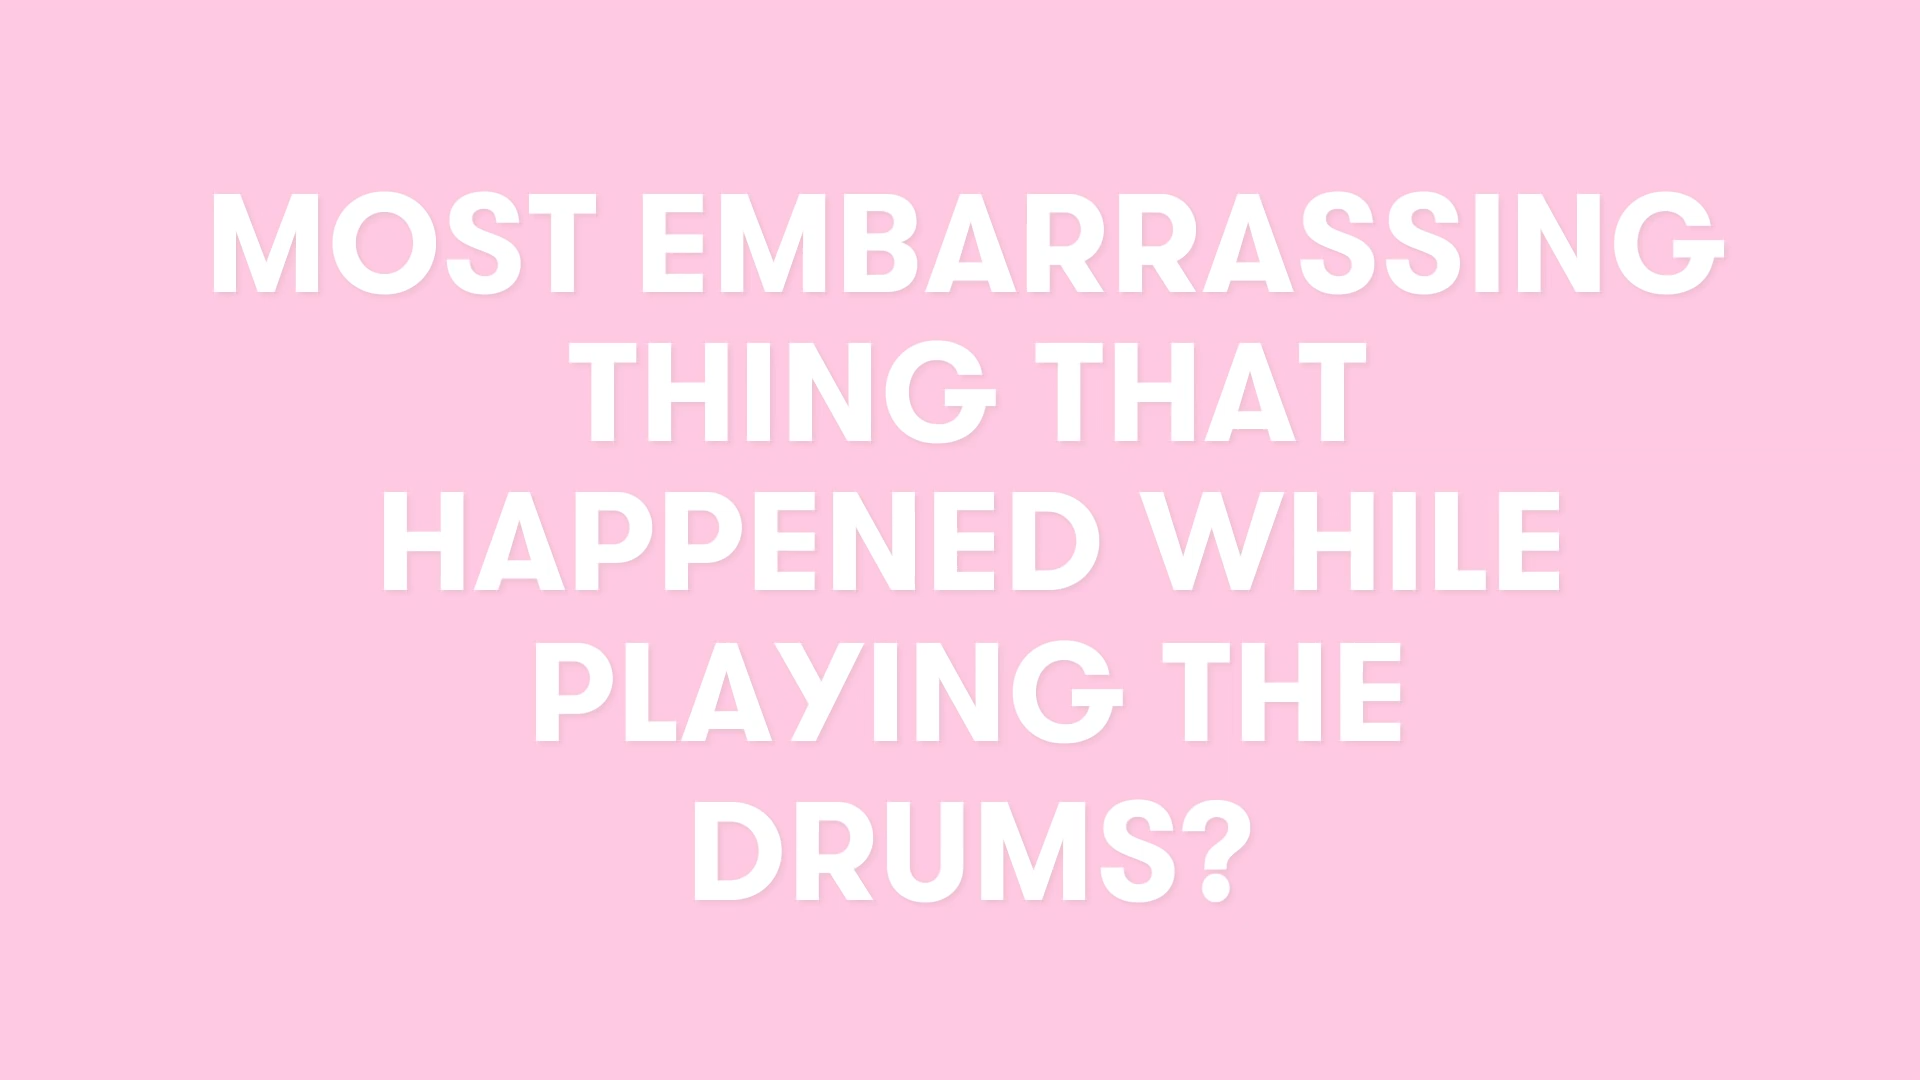 MOST EMBARRASSING
THING THAT
HAPPENED WHILE
PLAYING THE
DRUMS?